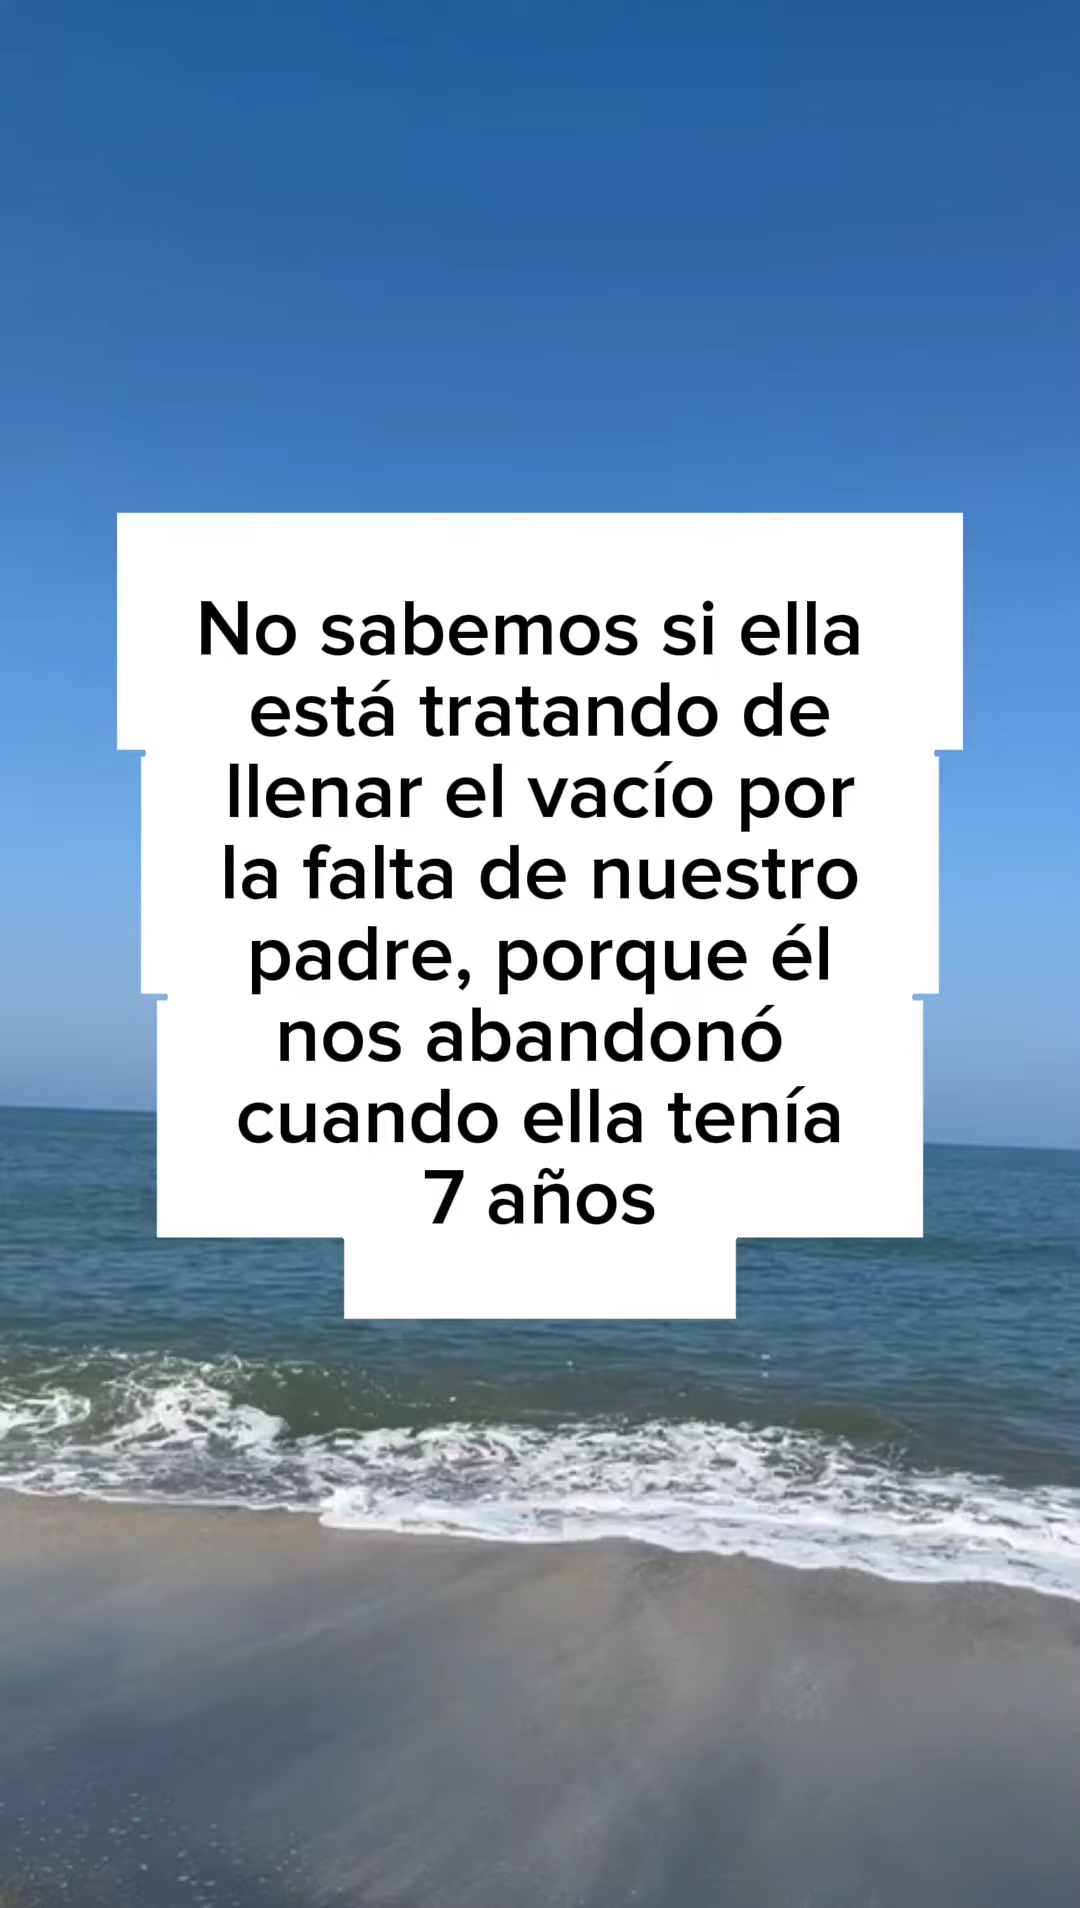 No sabemos si ella
está tratando de
llenar el vacío por
la falta de nuestro
padre, porque él
nos abandonó
cuando ella tenía
7 años